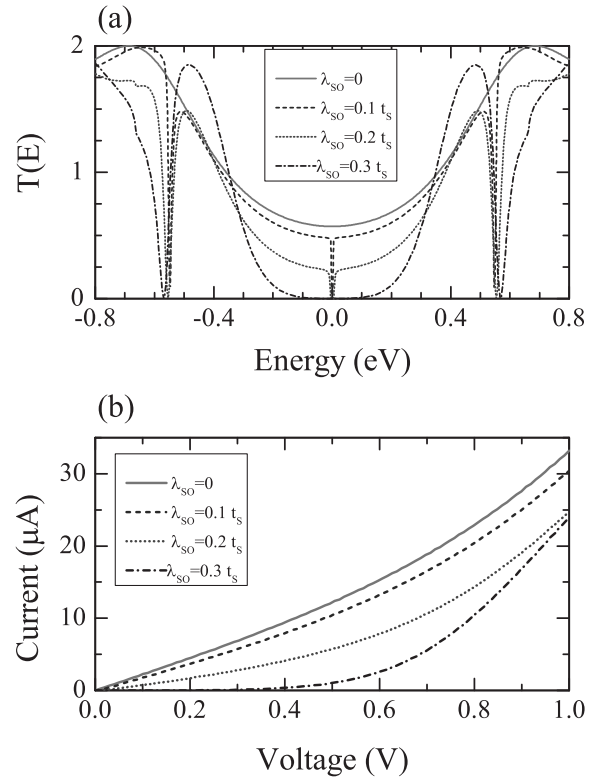 (a)
2
1
0
T(E)
λSO=0
λSO=0.1 tS
λSO=0.2 tS
λSO=0.3 tS
-0.8 -0.4 0.0 0.4 0.8
Energy (eV)
(b)
30
20
10
0
Current (μA)
λSO=0
λSO=0.1 tS
λSO=0.2 tS
λSO=0.3 tS
0.0 0.2 0.4 0.6 0.8 1.0
Voltage (V)